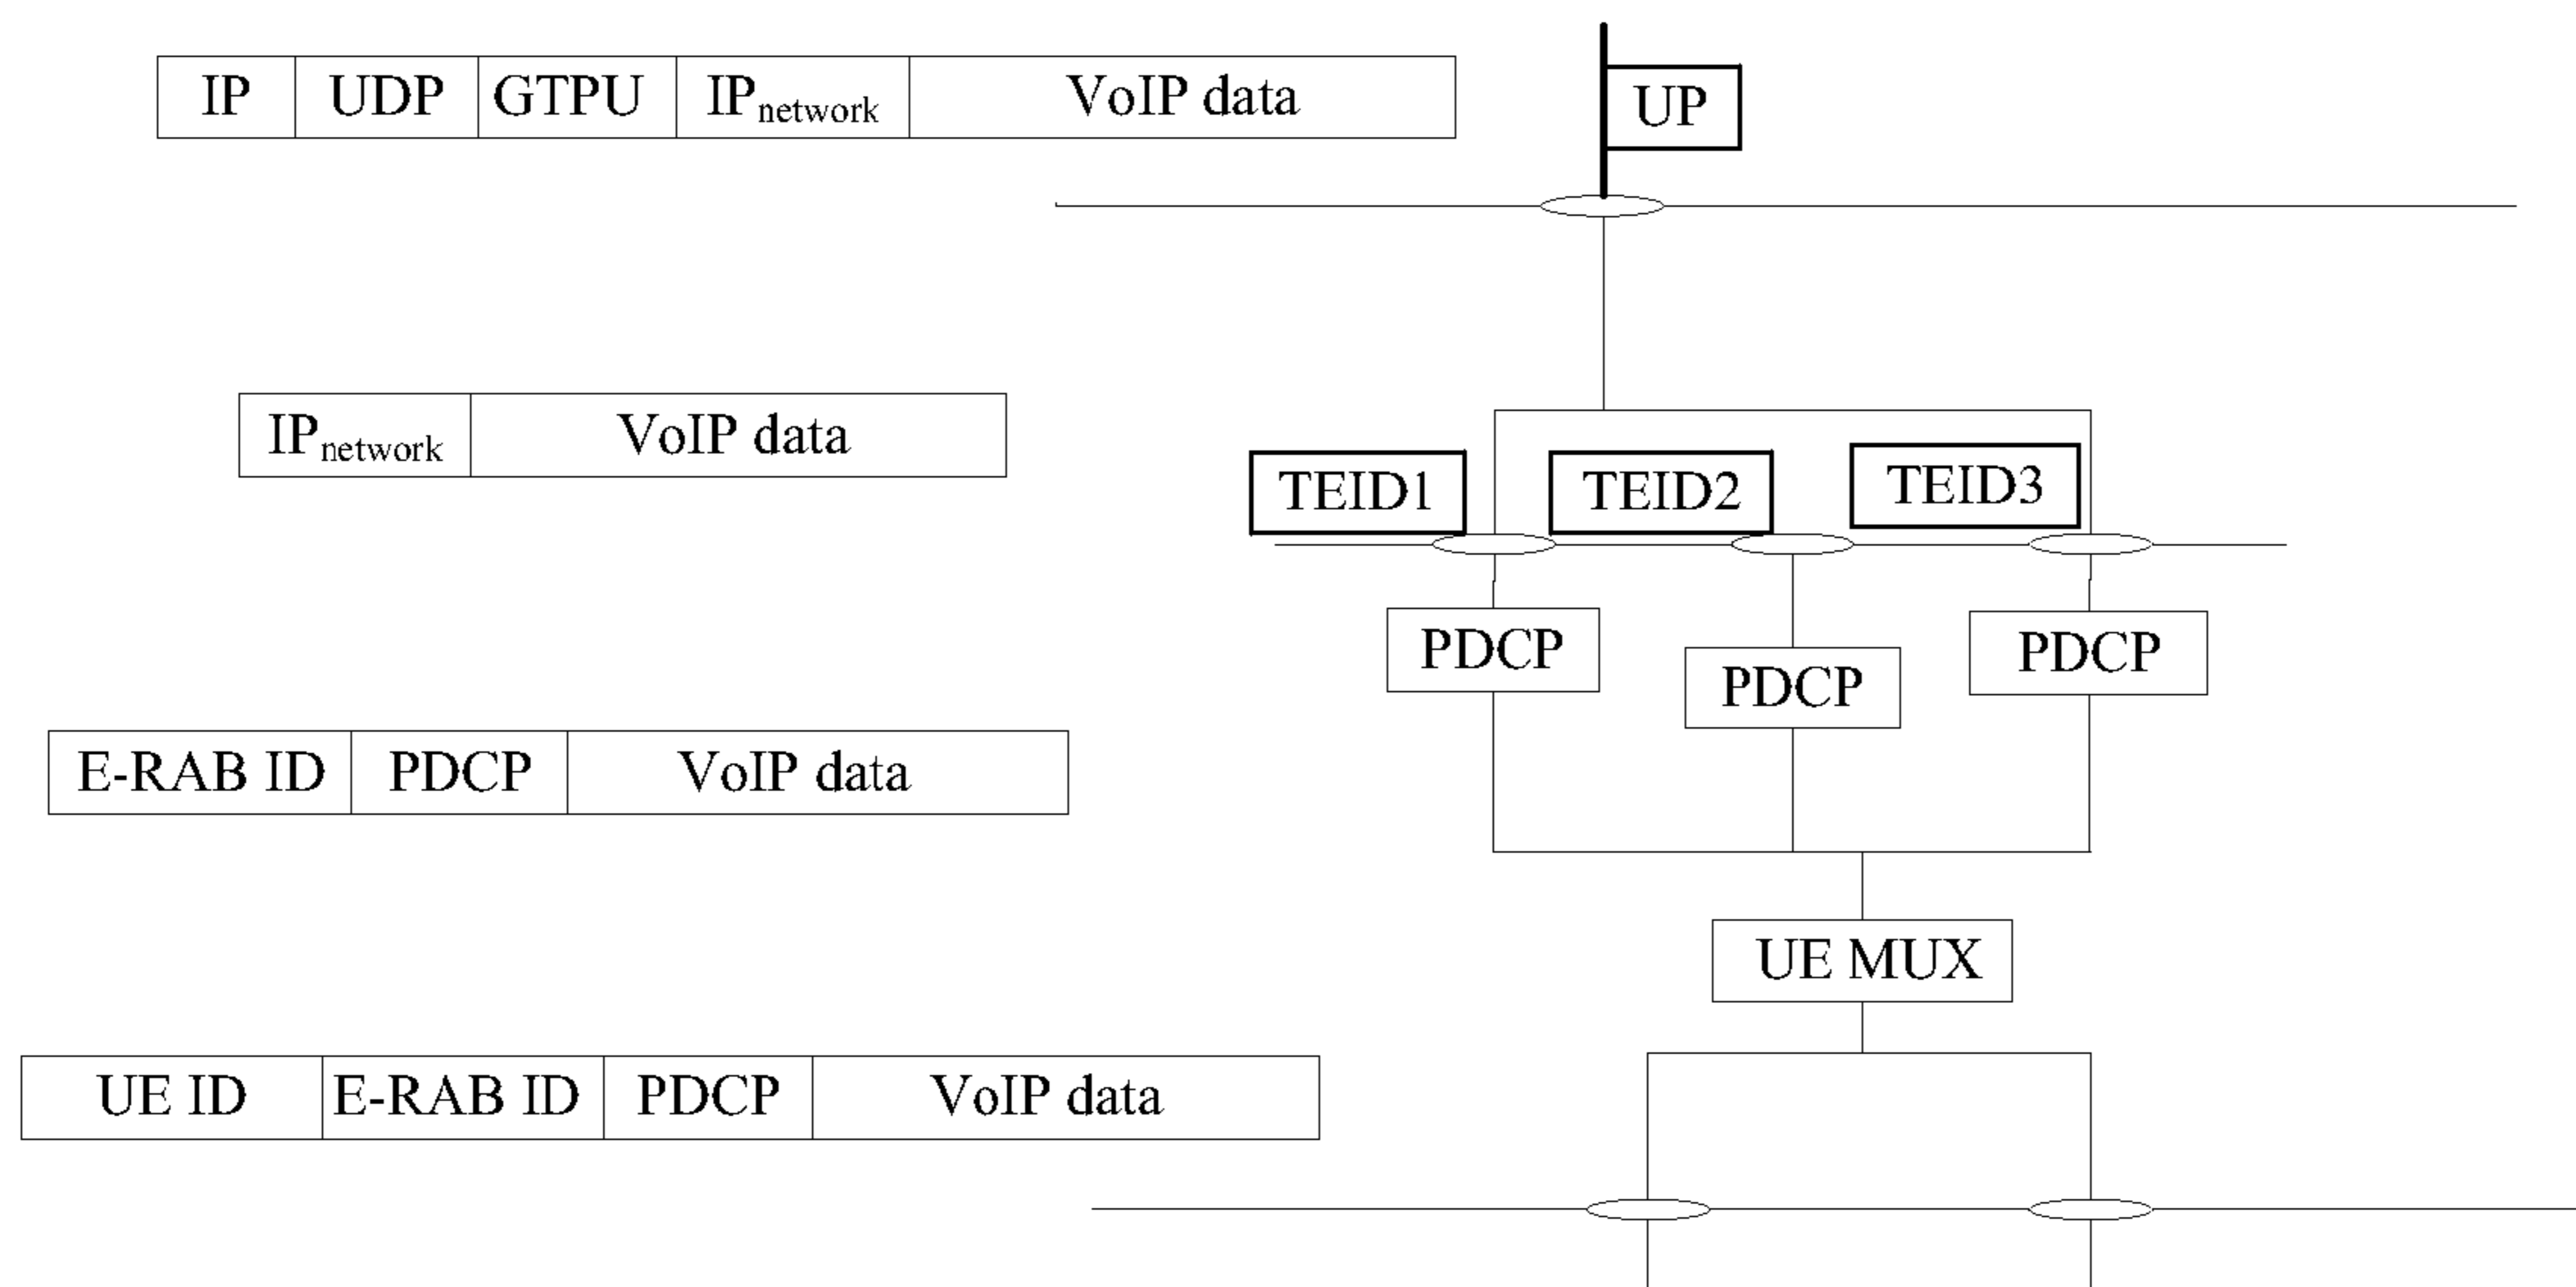 IP UDP GTPU IPnetwork VoIP data
UP
IPnetwork VoIP data
TEID1 TEID2 TEID3
PDCP PDCP PDCP
E-RAB ID PDCP VoIP data
UE MUX
UE ID E-RAB ID PDCP VoIP data